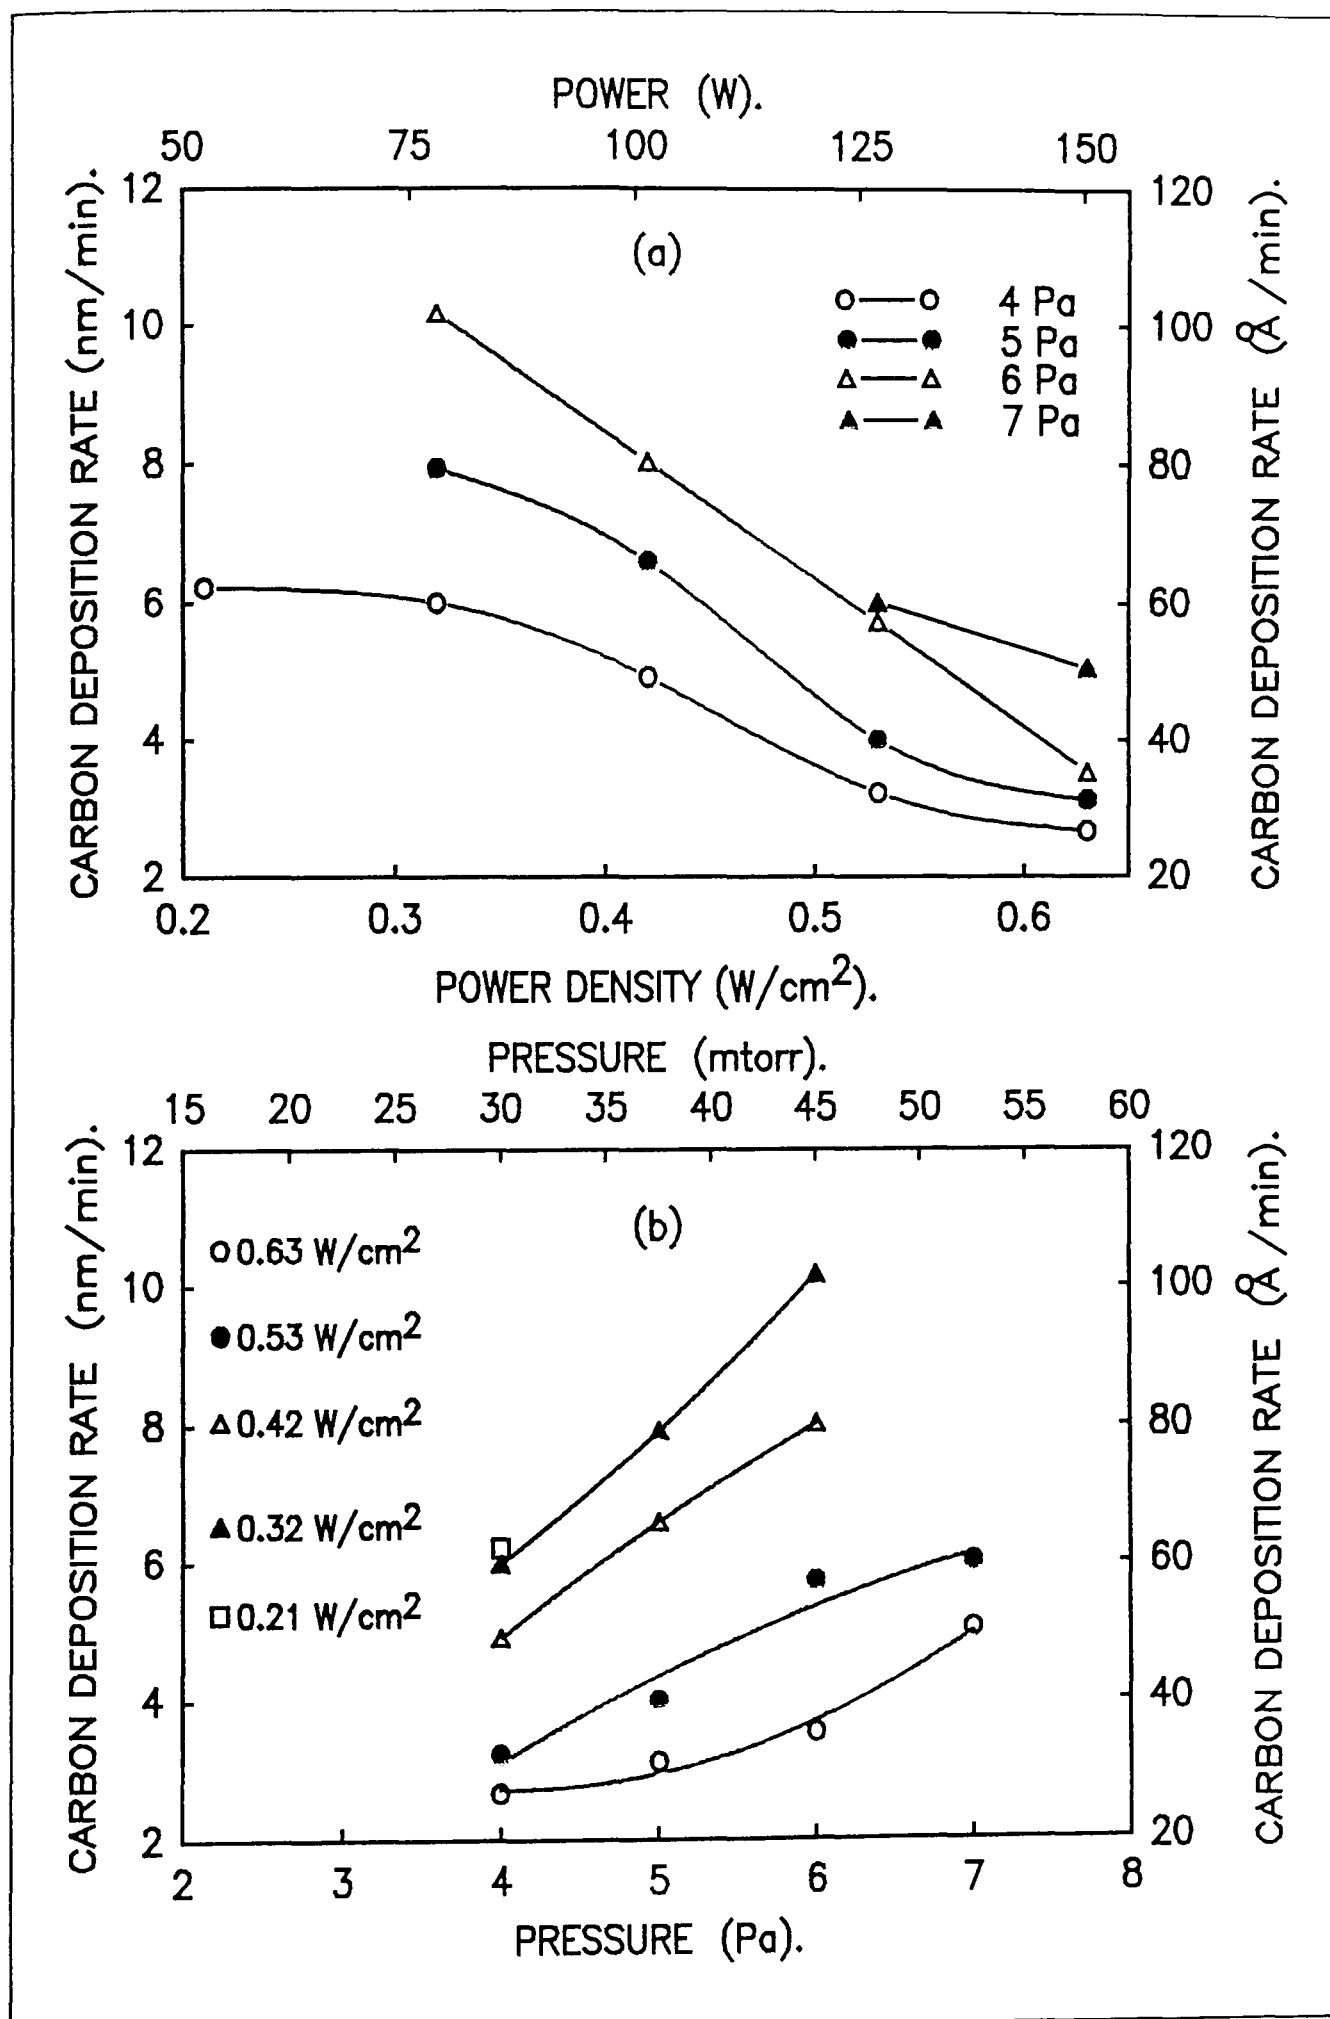 POWER (W).
50 75 100 125 150
CARBON DEPOSITION RATE (nm/min).
12
10
8
6
4
2
(a)
4 Pa
5 Pa
6 Pa
7 Pa
120
100
80
60
40
20
CARBON DEPOSITION RATE (Å/min).
0.2 0.3 0.4 0.5 0.6
POWER DENSITY (W/cm²).
PRESSURE (mtorr).
15 20 25 30 35 40 45 50 55 60
CARBON DEPOSITION RATE (nm/min).
12
10
8
6
4
2
(b)
0.63 W/cm²
0.53 W/cm²
0.42 W/cm²
0.32 W/cm²
0.21 W/cm²
120
100
80
60
40
20
CARBON DEPOSITION RATE (Å/min).
2 3 4 5 6 7 8
PRESSURE (Pa).